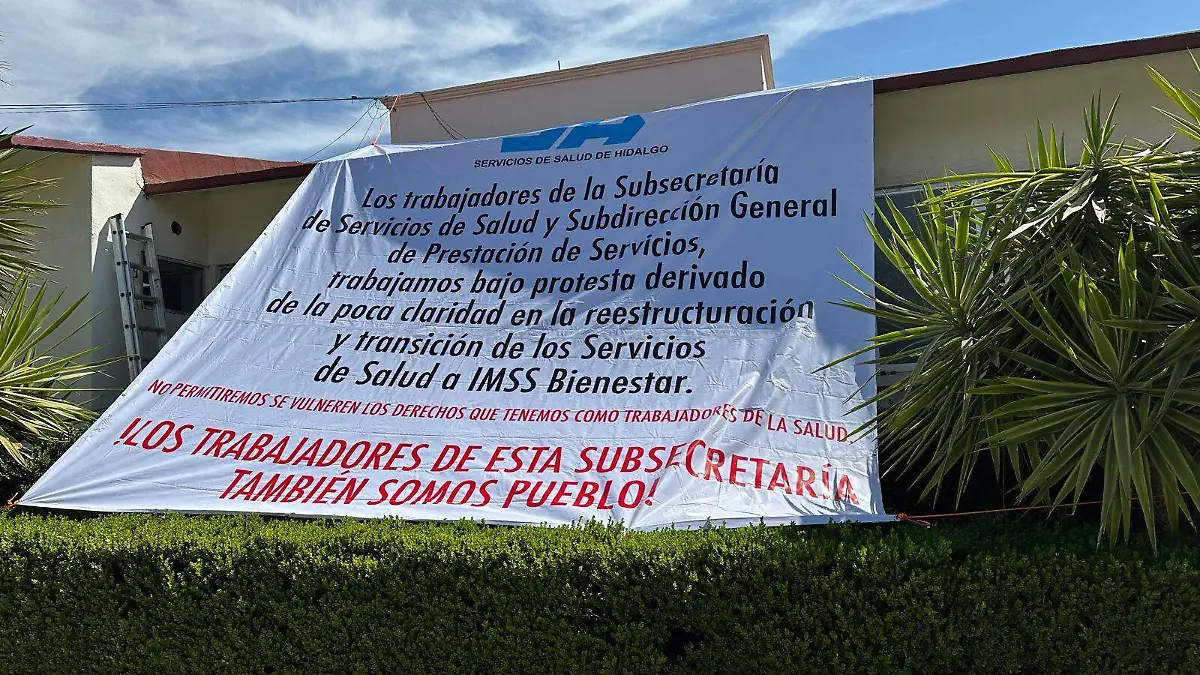 SERVICIOS DE SALUD DE HIDALGO
Los trabajadores de la Subsecretaría
de Servicios de Salud y Subdirección General
de Prestación de Servicios,
trabajamos bajo protesta derivado
de la poca claridad en la reestructuración
y transición de los Servicios
de Salud a IMSS Bienestar.
NO PERMITIREMOS SE VULNEREN LOS DERECHOS QUE TENEMOS COMO TRABAJADORES DE LA SALUD
!LOS TRABAJADORES DE ESTA SUBSECRETARÍA
TAMBIÉN SOMOS PUEBLO!